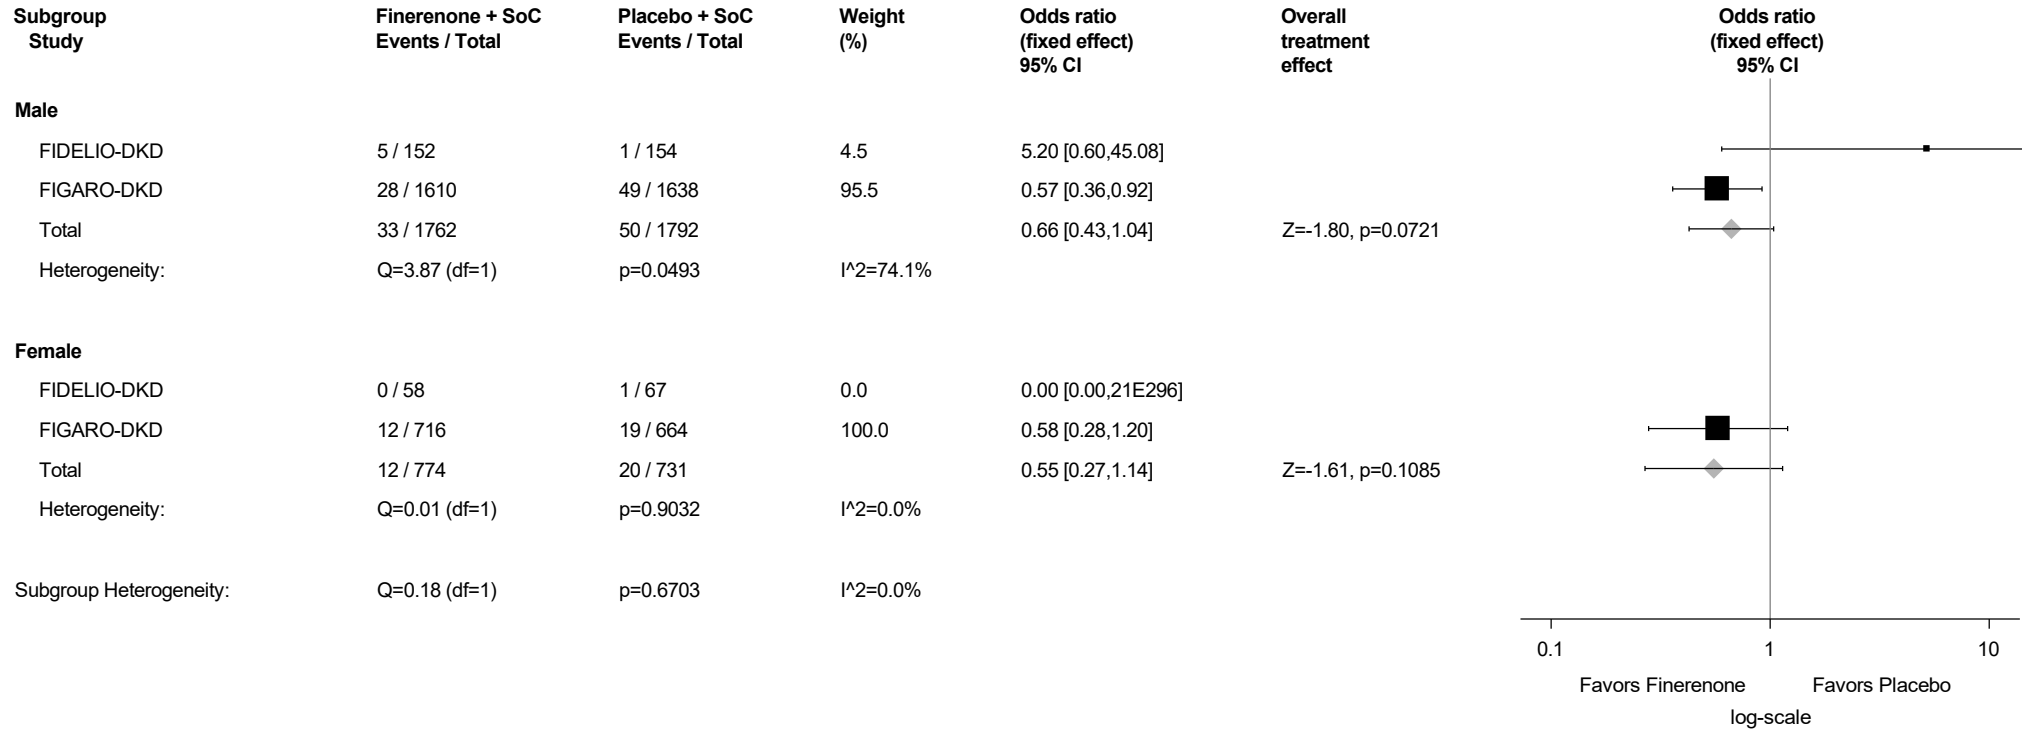 Subgroup Finerenone + SoC Placebo + SoC Weight Odds ratio Overall Odds ratio
Study Events / Total Events / Total (%) (fixed effect) treatment (fixed effect)
95% CI effect 95% CI
Male
FIDELIO-DKD 5 / 152 1 / 154 4.5 5.20 [0.60,45.08]
FIGARO-DKD 28 / 1610 49 / 1638 95.5 0.57 [0.36,0.92]
Total 33 / 1762 50 / 1792 0.66 [0.43,1.04] Z=-1.80, p=0.0721
Heterogeneity: Q=3.87 (df=1) p=0.0493 I^2=74.1%
Female
FIDELIO-DKD 0 / 58 1 / 67 0.0 0.00 [0.00,21E296]
FIGARO-DKD 12 / 716 19 / 664 100.0 0.58 [0.28,1.20]
Total 12 / 774 20 / 731 0.55 [0.27,1.14] Z=-1.61, p=0.1085
Heterogeneity: Q=0.01 (df=1) p=0.9032 I^2=0.0%
Subgroup Heterogeneity: Q=0.18 (df=1) p=0.6703 I^2=0.0%
0.1 1 10
Favors Finerenone Favors Placebo
log-scale